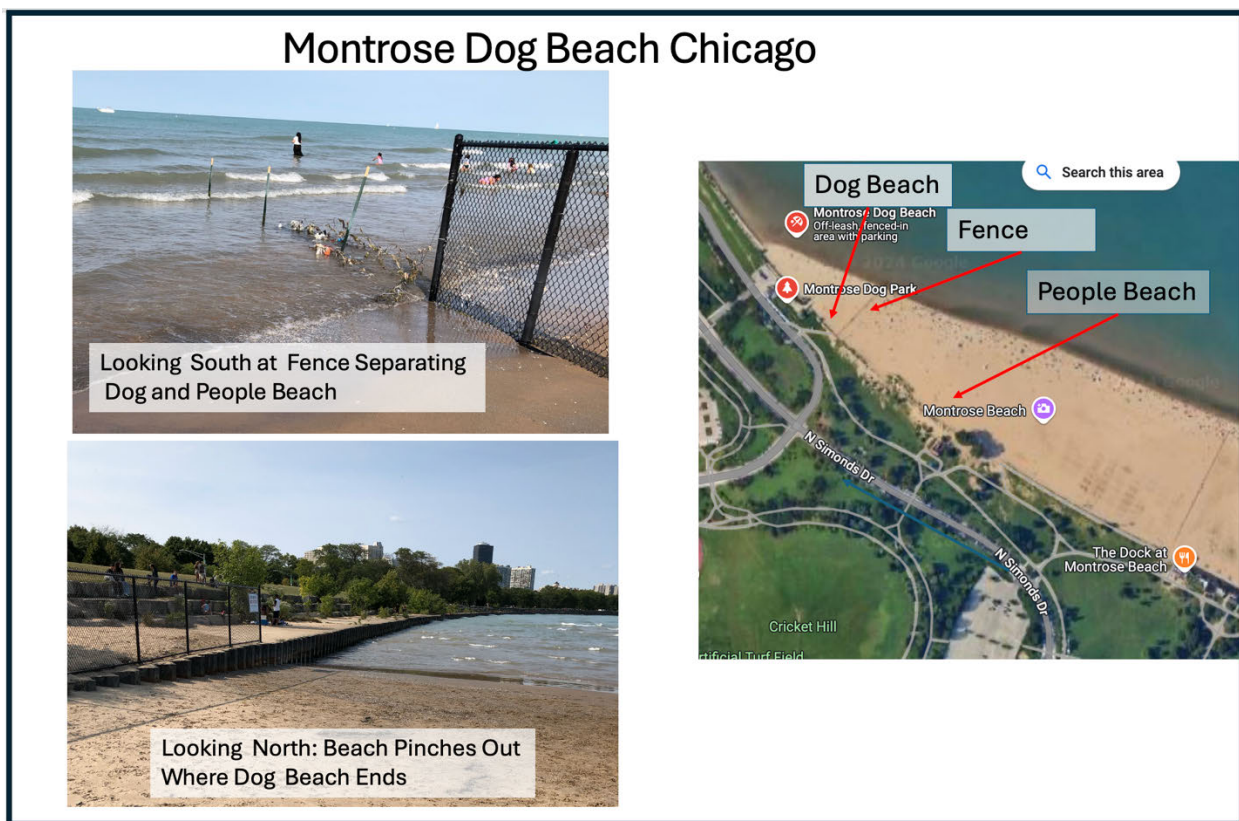 Montrose Dog Beach Chicago
Looking South at Fence Separating
Dog and People Beach
Looking North: Beach Pinches Out
Where Dog Beach Ends
Search this area
Dog Beach
Montrose Dog Beach
Off-leash, fenced-in
area with parking
Fence
2024 Google
Montrose Dog Park
People Beach
Montrose Beach
N Simonds Dr
N Simonds Dr
The Dock at
Montrose Beach
Cricket Hill
rtificial Turf Field